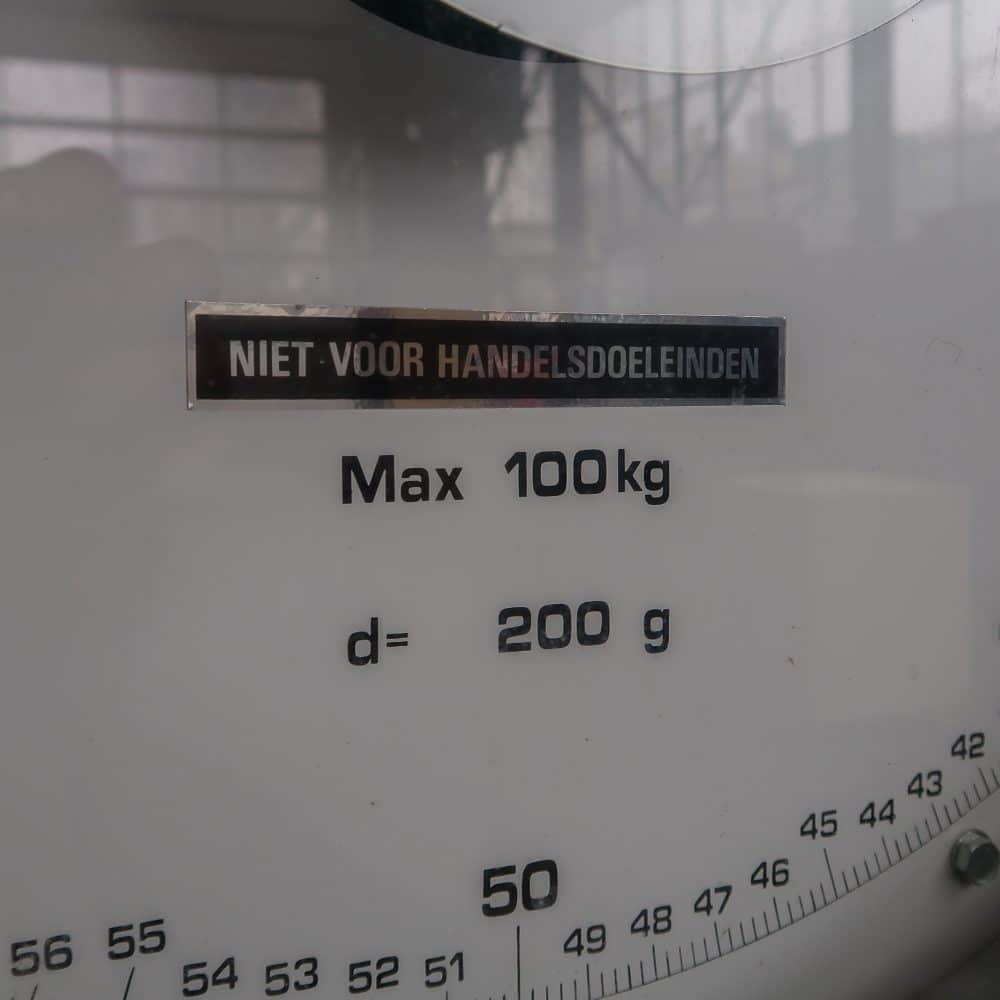 NIET VOOR HANDELSDOELEINDEN
Max 100kg
d= 200 g
56 55 54 53 52 51 50 49 48 47 46 45 44 43 42